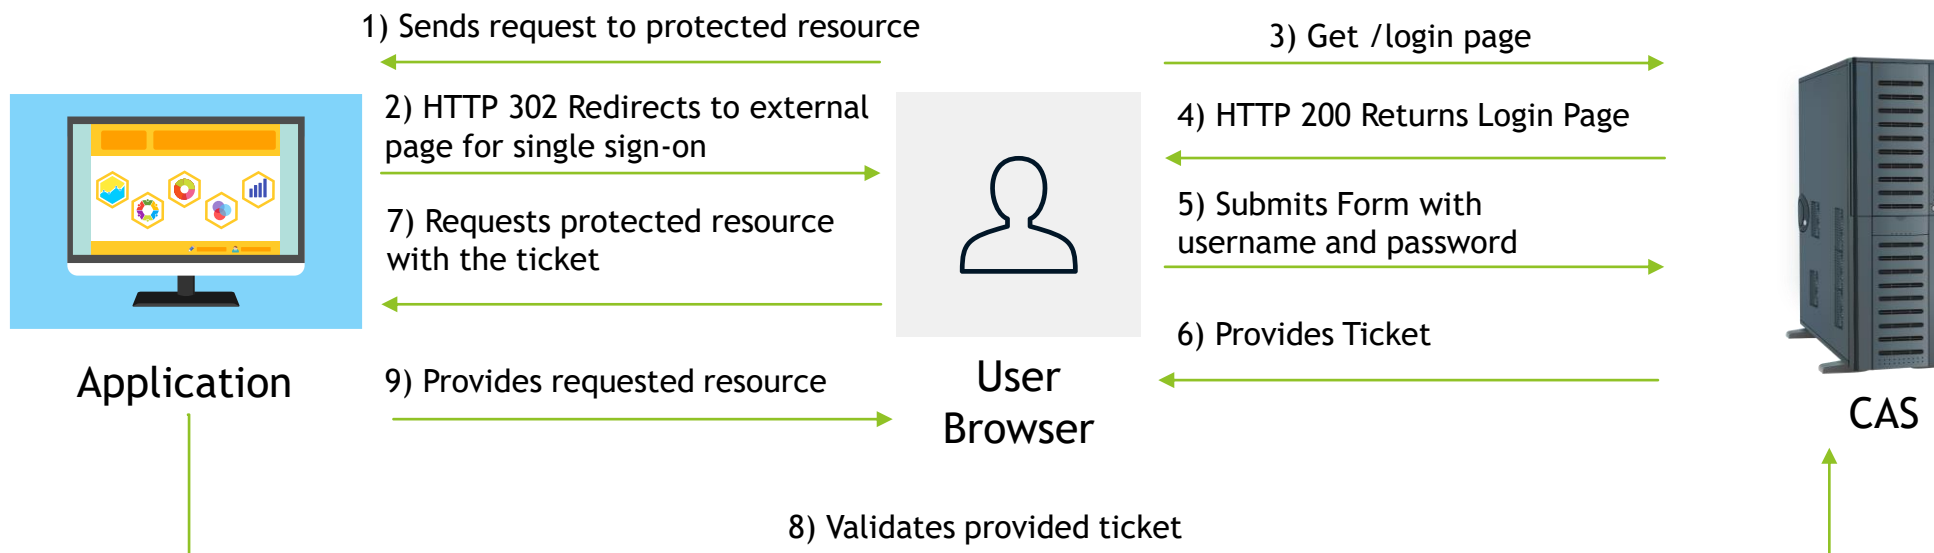 1) Sends request to protected resource
3) Get /login page
2) HTTP 302 Redirects to external
page for single sign-on
4) HTTP 200 Returns Login Page
7) Requests protected resource
with the ticket
5) Submits Form with
username and password
6) Provides Ticket
Application
9) Provides requested resource
User
Browser
CAS
8) Validates provided ticket